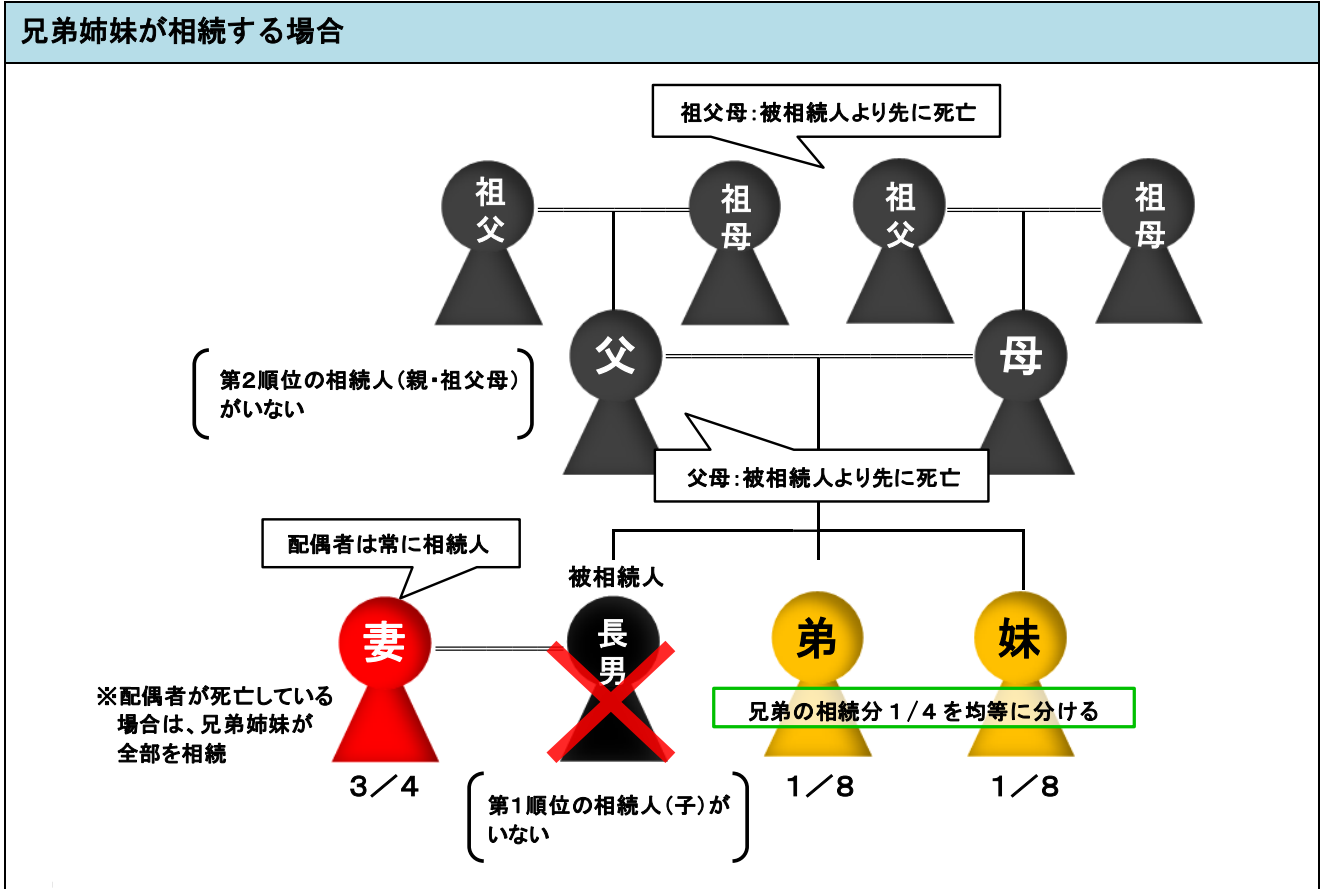 兄弟姉妹が相続する場合
祖父母：被相続人より先に死亡
祖父
祖母
祖父
祖母
父
母
第２順位の相続人（親・祖父母）
がいない
父母：被相続人より先に死亡
配偶者は常に相続人
被相続人
妻
長男
弟
妹
※配偶者が死亡している
場合は、兄弟姉妹が
全部を相続
兄弟の相続分１/４を均等に分ける
３／４
１／８
１／８
第１順位の相続人（子）が
いない